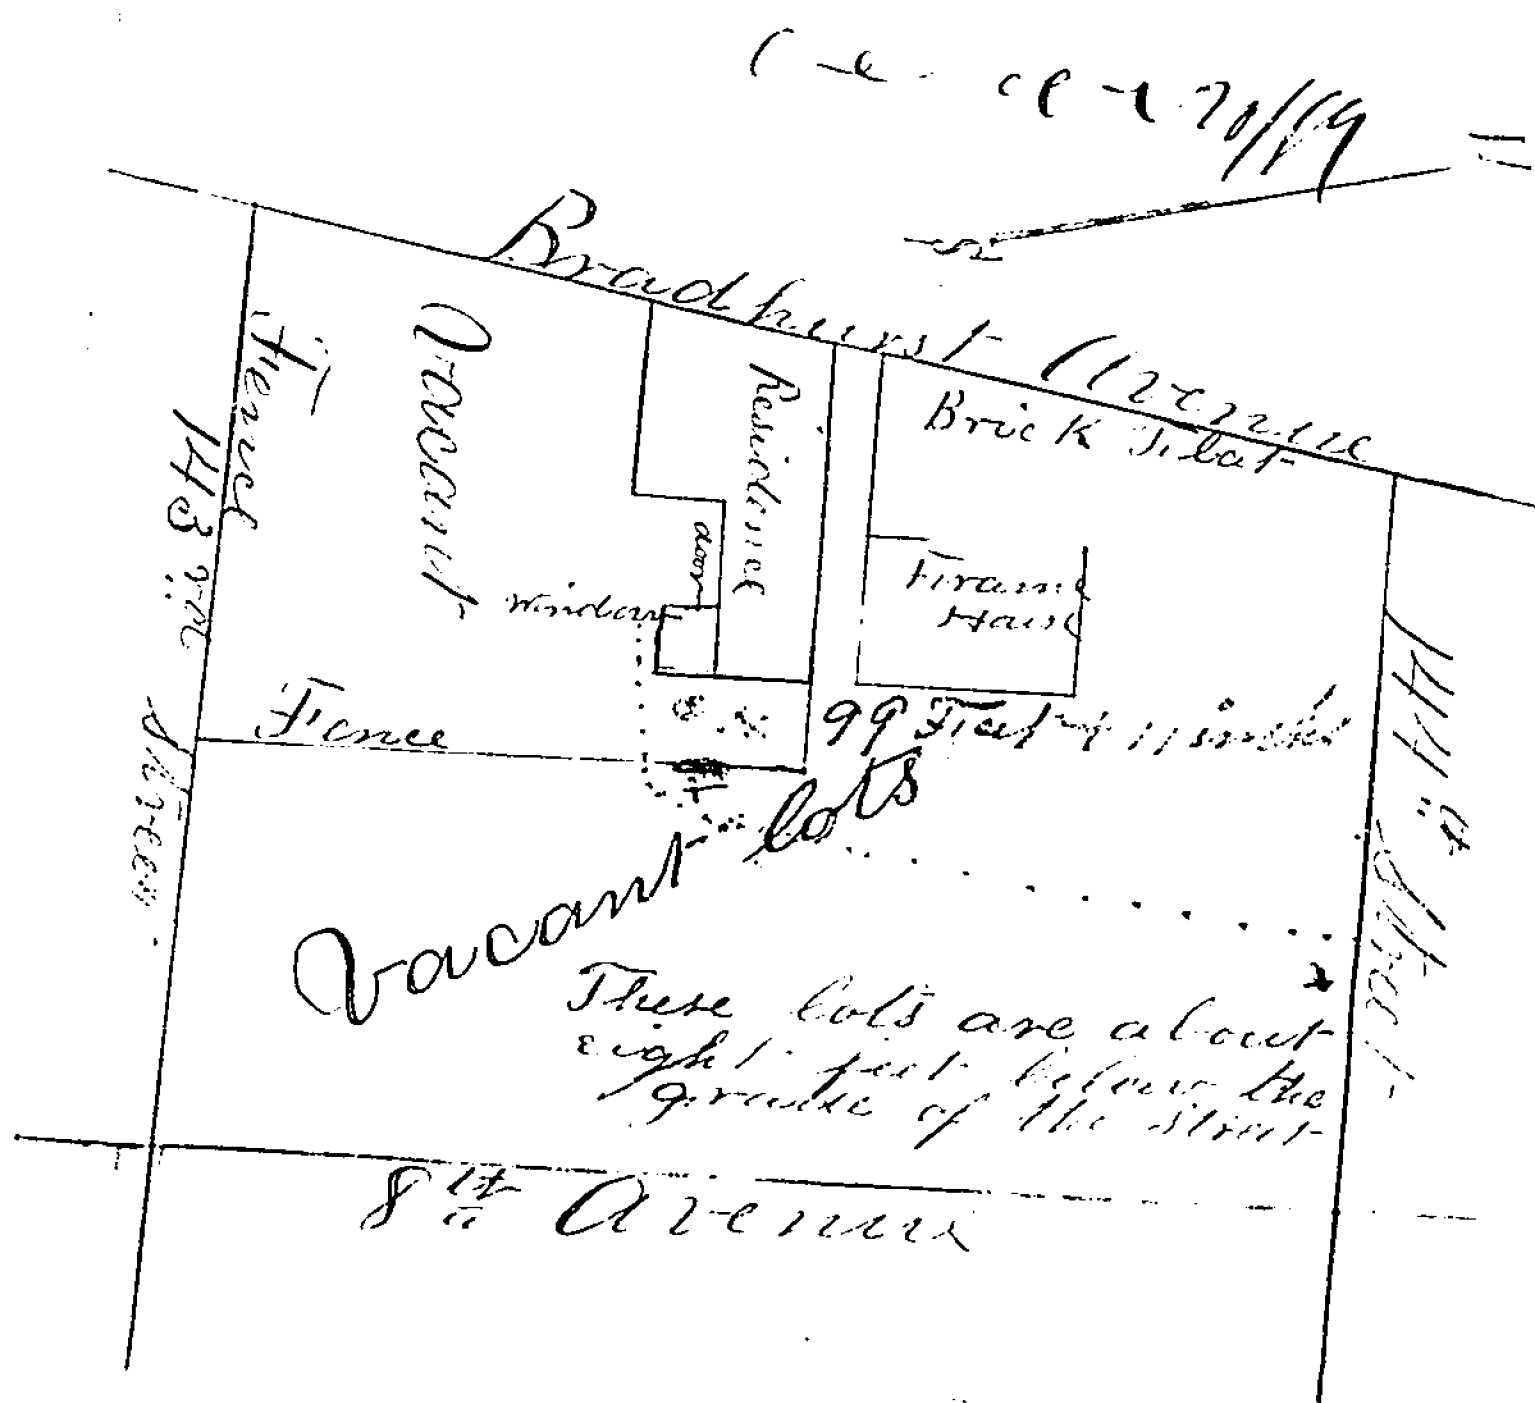 Bradhurst Avenue
Fence
Vacant
Residence
Brick Flat
door
Window
Frame
House
143rd Street
Fence
99 Feet & 11 inches
144th Street
Vacant lots
These lots are about
eight feet below the
grade of the street
8th Avenue